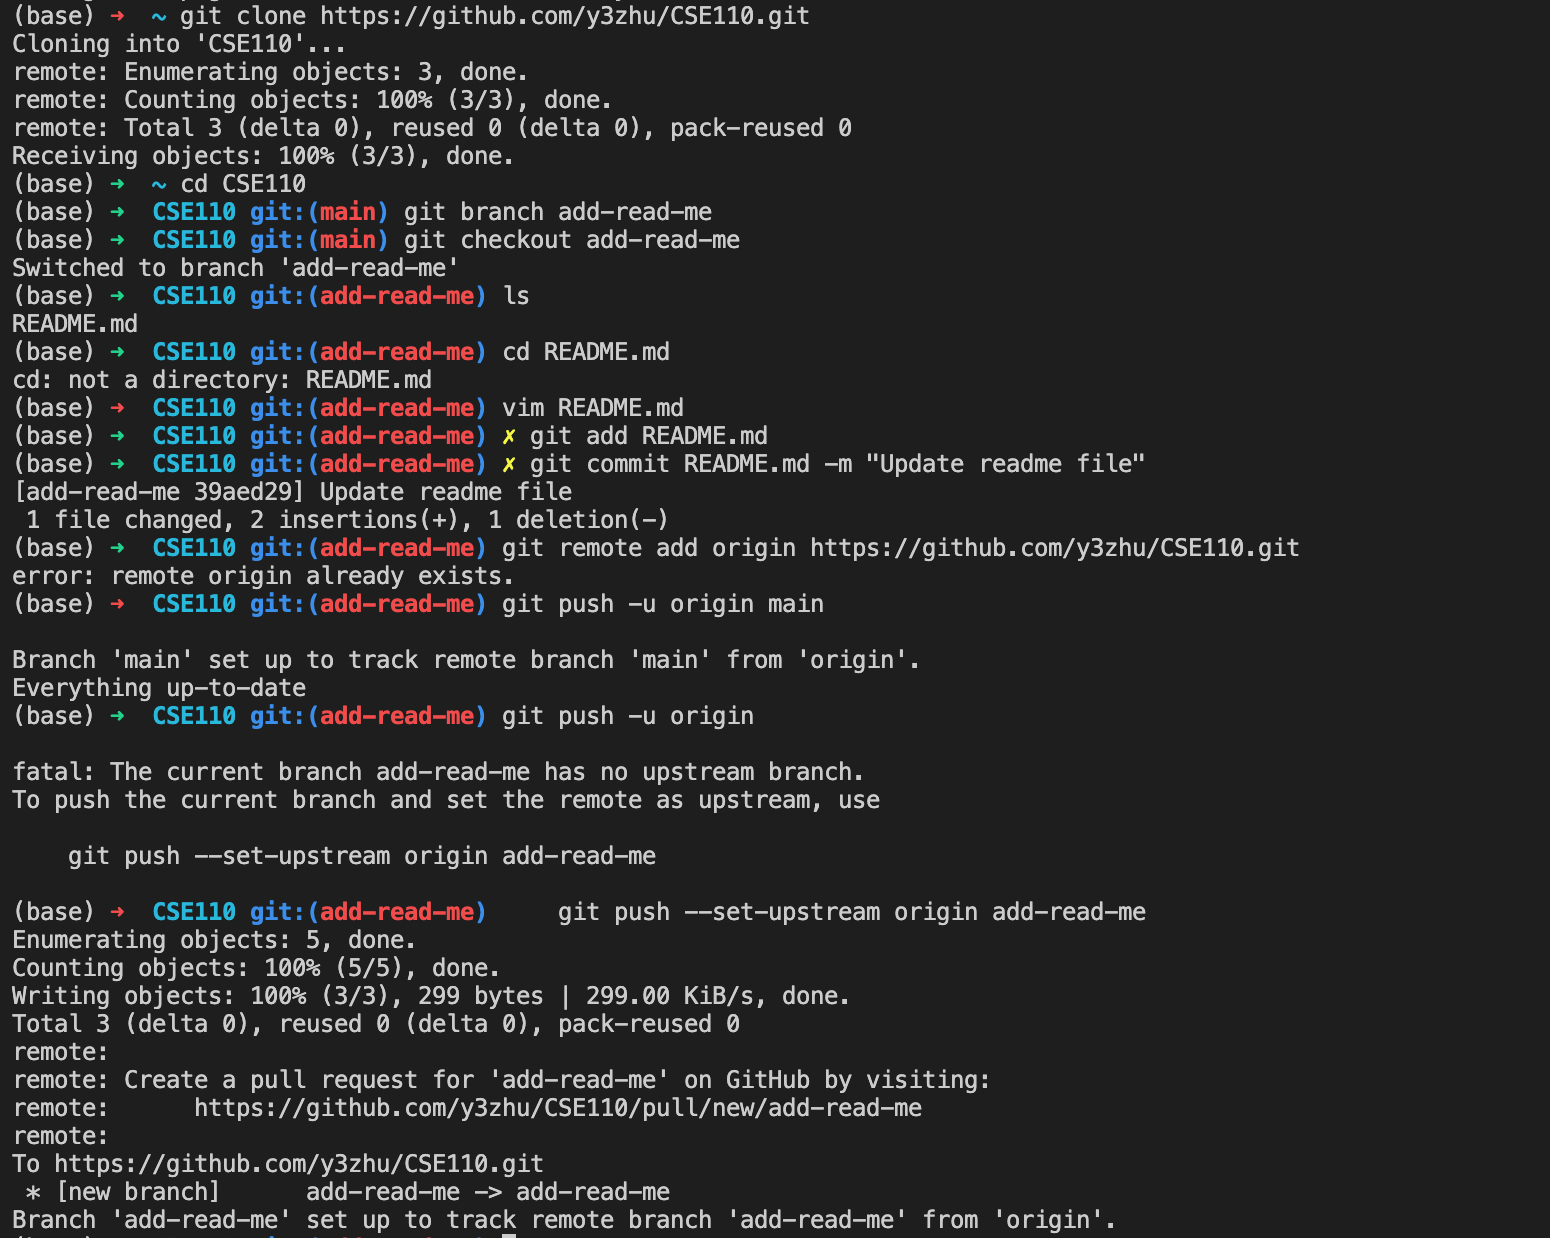 (base) ➜  ~ git clone https://github.com/y3zhu/CSE110.git
Cloning into 'CSE110'...
remote: Enumerating objects: 3, done.
remote: Counting objects: 100% (3/3), done.
remote: Total 3 (delta 0), reused 0 (delta 0), pack-reused 0
Receiving objects: 100% (3/3), done.
(base) ➜  ~ cd CSE110
(base) ➜  CSE110 git:(main) git branch add-read-me
(base) ➜  CSE110 git:(main) git checkout add-read-me
Switched to branch 'add-read-me'
(base) ➜  CSE110 git:(add-read-me) ls
README.md
(base) ➜  CSE110 git:(add-read-me) cd README.md
cd: not a directory: README.md
(base) ➜  CSE110 git:(add-read-me) vim README.md
(base) ➜  CSE110 git:(add-read-me) ✗ git add README.md
(base) ➜  CSE110 git:(add-read-me) ✗ git commit README.md -m "Update readme file"
[add-read-me 39aed29] Update readme file
 1 file changed, 2 insertions(+), 1 deletion(-)
(base) ➜  CSE110 git:(add-read-me) git remote add origin https://github.com/y3zhu/CSE110.git
error: remote origin already exists.
(base) ➜  CSE110 git:(add-read-me) git push -u origin main
Branch 'main' set up to track remote branch 'main' from 'origin'.
Everything up-to-date
(base) ➜  CSE110 git:(add-read-me) git push -u origin
fatal: The current branch add-read-me has no upstream branch.
To push the current branch and set the remote as upstream, use
    git push --set-upstream origin add-read-me
(base) ➜  CSE110 git:(add-read-me)     git push --set-upstream origin add-read-me
Enumerating objects: 5, done.
Counting objects: 100% (5/5), done.
Writing objects: 100% (3/3), 299 bytes | 299.00 KiB/s, done.
Total 3 (delta 0), reused 0 (delta 0), pack-reused 0
remote:
remote: Create a pull request for 'add-read-me' on GitHub by visiting:
remote:      https://github.com/y3zhu/CSE110/pull/new/add-read-me
remote:
To https://github.com/y3zhu/CSE110.git
 * [new branch]      add-read-me -> add-read-me
Branch 'add-read-me' set up to track remote branch 'add-read-me' from 'origin'.